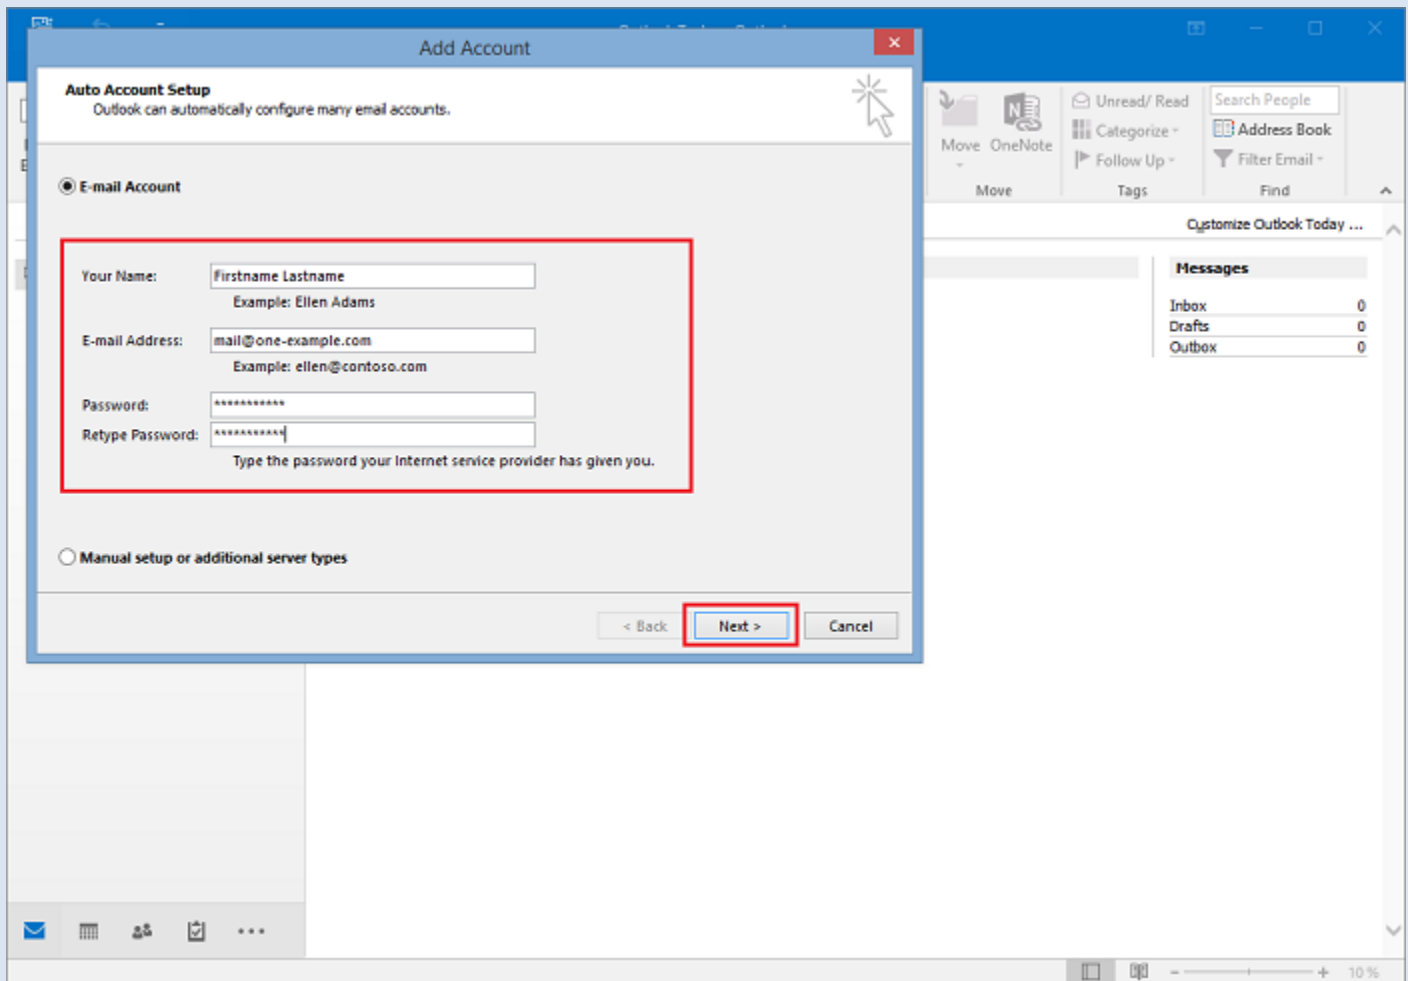 Add Account
Auto Account Setup
Outlook can automatically configure many email accounts.
E-mail Account
Your Name: Firstname Lastname
Example: Ellen Adams
E-mail Address: mail@one-example.com
Example: ellen@contoso.com
Password: ***********
Retype Password: ***********
Type the password your Internet service provider has given you.
Manual setup or additional server types
< Back Next > Cancel
Move OneNote
Move
Unread/ Read
Categorize
Follow Up
Tags
Search People
Address Book
Filter Email
Find
Customize Outlook Today ...
Messages
Inbox 0
Drafts 0
Outbox 0
10%